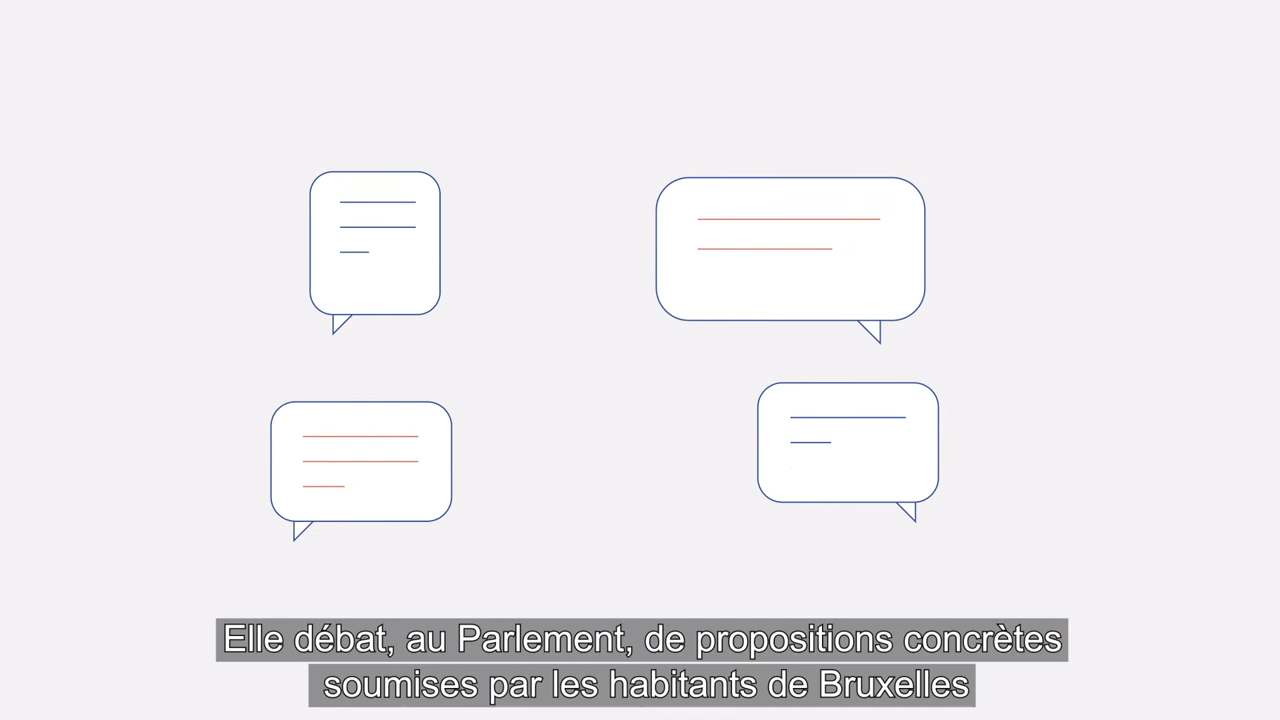 Elle débat, au Parlement, de propositions concrètes
soumises par les habitants de Bruxelles